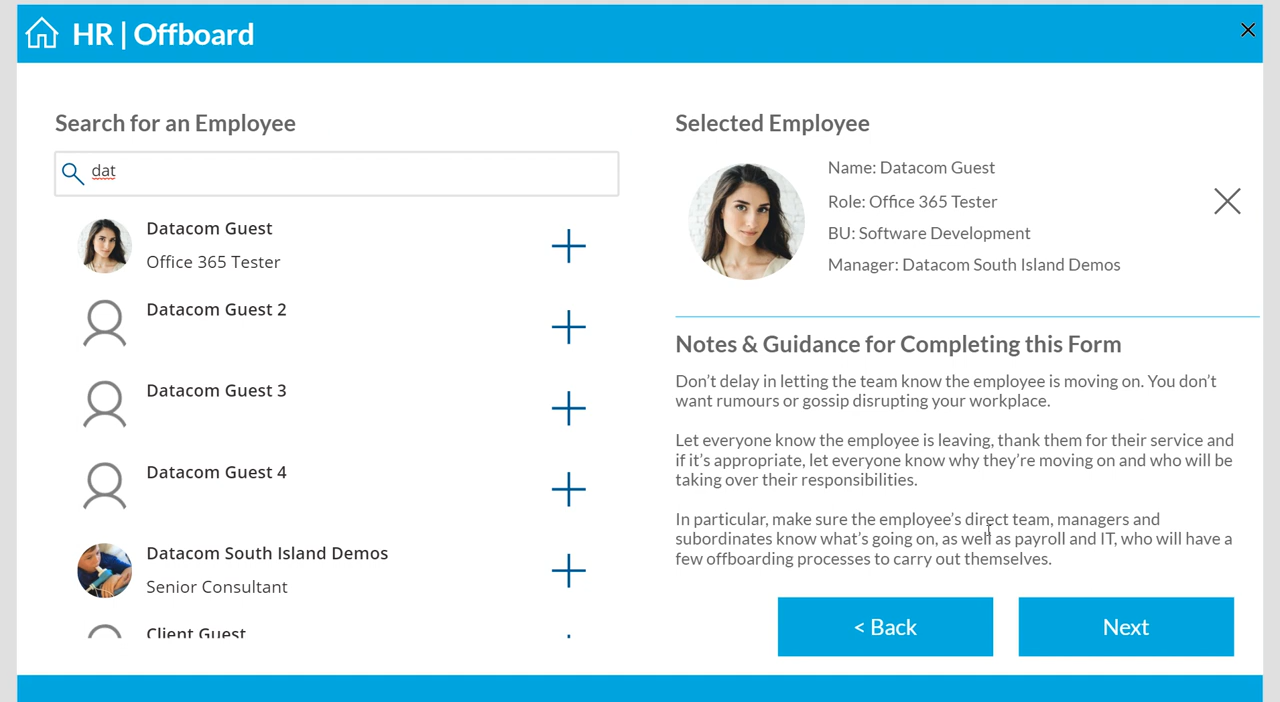 HR | Offboard
Search for an Employee
dat
Datacom Guest
Office 365 Tester
Datacom Guest 2
Datacom Guest 3
Datacom Guest 4
Datacom South Island Demos
Senior Consultant
Client Guest
Selected Employee
Name: Datacom Guest
Role: Office 365 Tester
BU: Software Development
Manager: Datacom South Island Demos
Notes & Guidance for Completing this Form
Don’t delay in letting the team know the employee is moving on. You don’t
want rumours or gossip disrupting your workplace.
Let everyone know the employee is leaving, thank them for their service and
if it’s appropriate, let everyone know why they’re moving on and who will be
taking over their responsibilities.
In particular, make sure the employee’s direct team, managers and
subordinates know what’s going on, as well as payroll and IT, who will have a
few offboarding processes to carry out themselves.
< Back
Next